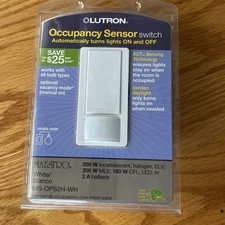 LUTRON
Occupancy Sensor switch
Automatically turns lights ON and OFF
SAVE
$25
works with
all bulb types
optional
vacancy mode
(manual on)
XCT Sensing
Technology
ensures lights
stay on when
the room is
occupied
senses
daylight
only turns
lights on
when needed
single pole
MAESTRO
White/
Blanco
MS-OPS2H-WH
250 W incandescent, halogen, ELV;
200 W MLV; 150 W CFL, LED; or
2 A